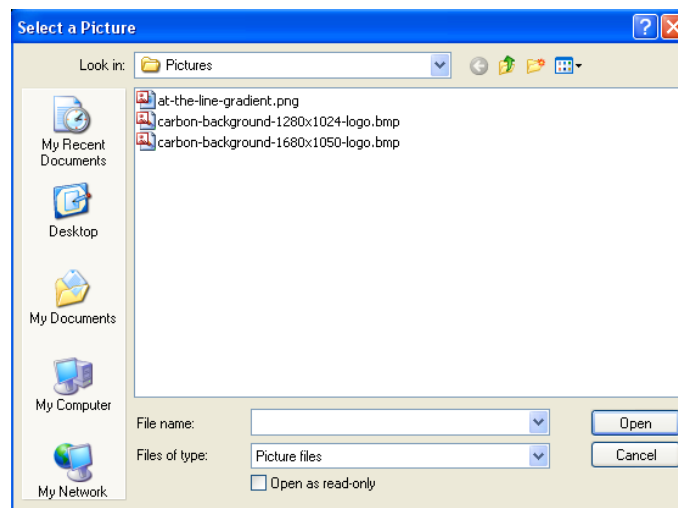 Select a Picture
Look in: Pictures
at-the-line-gradient.png
carbon-background-1280x1024-logo.bmp
carbon-background-1680x1050-logo.bmp
My Recent
Documents
Desktop
My Documents
My Computer
My Network
File name:
Open
Files of type: Picture files
Cancel
Open as read-only